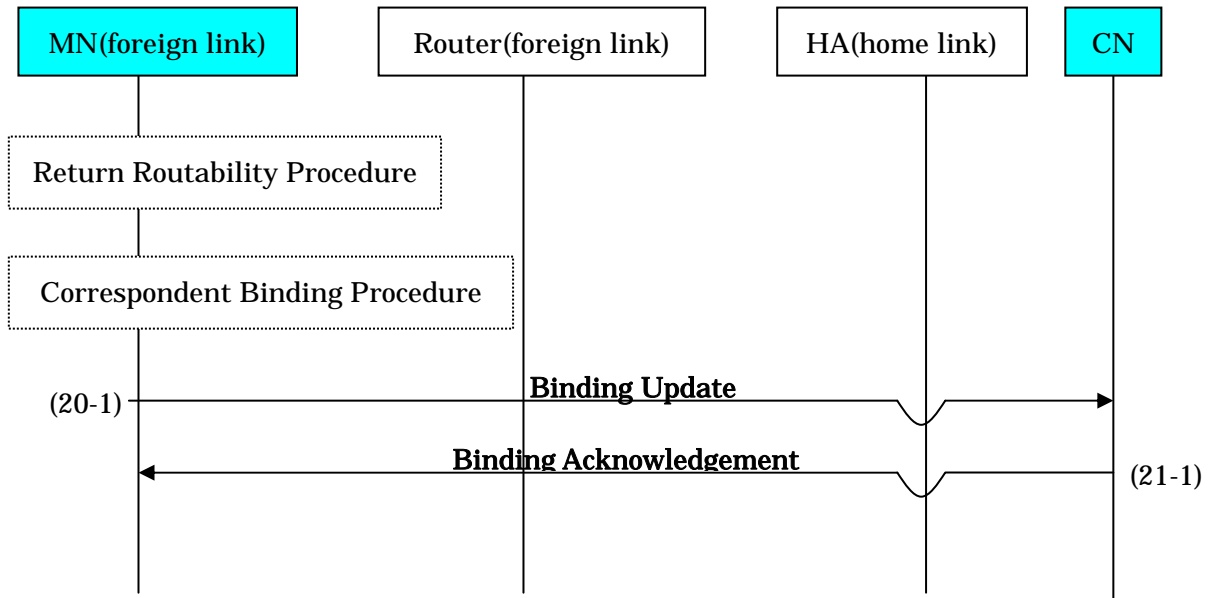 MN(foreign link)
Router(foreign link)
HA(home link)
CN
Return Routability Procedure
Correspondent Binding Procedure
Binding Update
(20-1)
Binding Acknowledgement
(21-1)